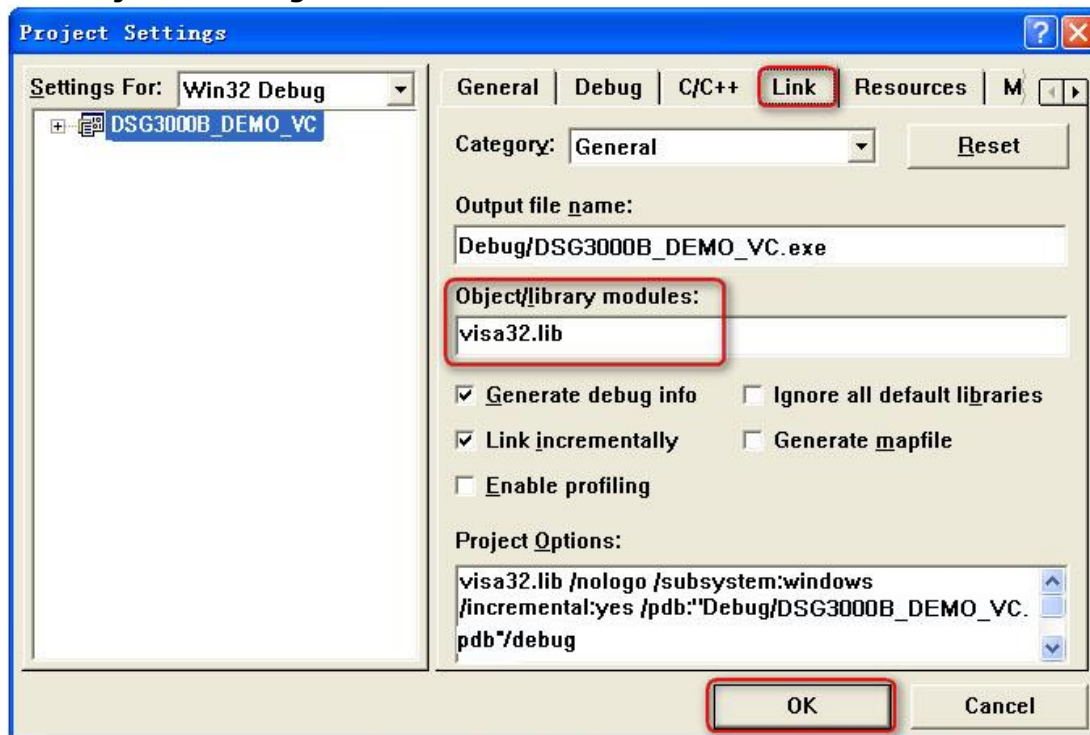 Project Settings
Settings For: Win32 Debug
DSG3000B_DEMO_VC
General Debug C/C++ Link Resources M
Category: General Reset
Output file name:
Debug/DSG3000B_DEMO_VC.exe
Object/library modules:
visa32.lib
Generate debug info Ignore all default libraries
Link incrementally Generate mapfile
Enable profiling
Project Options:
visa32.lib /nologo /subsystem:windows
/incremental:yes /pdb:"Debug/DSG3000B_DEMO_VC.
pdb"/debug
OK Cancel